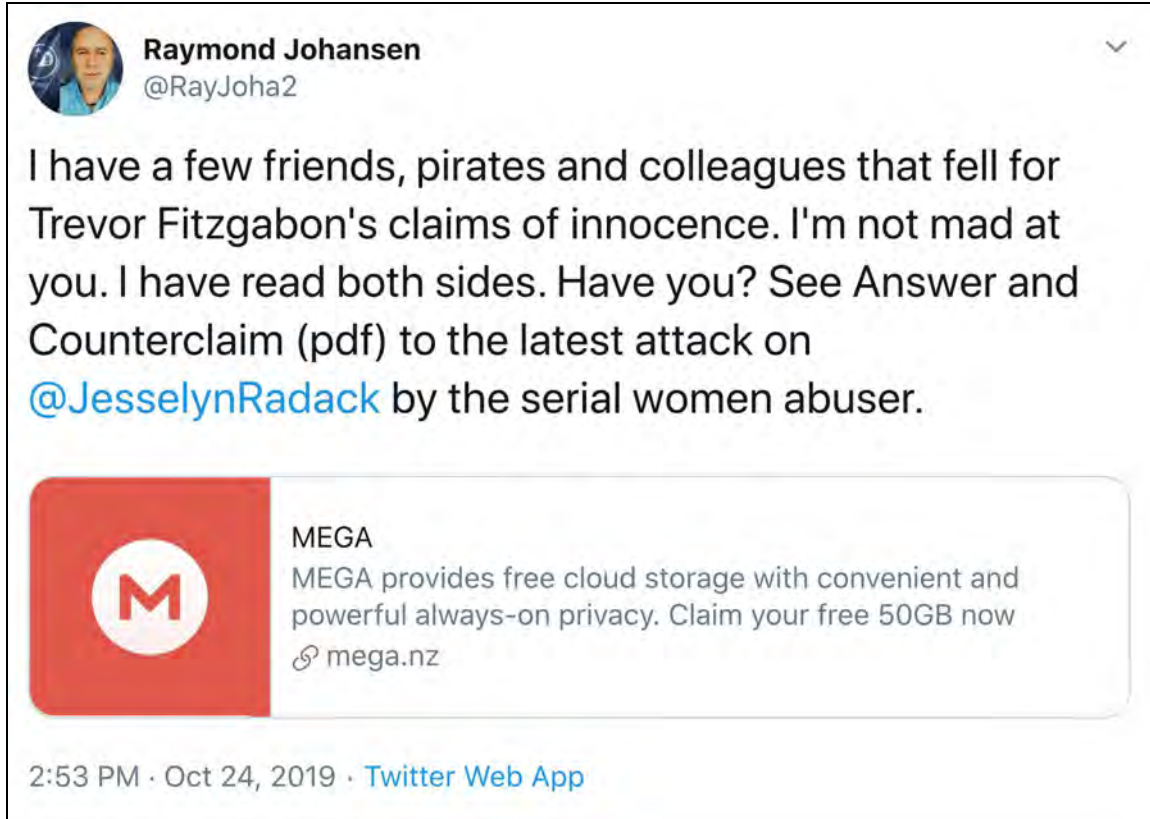 Raymond Johansen
@RayJoha2
I have a few friends, pirates and colleagues that fell for
Trevor Fitzgabon's claims of innocence. I'm not mad at
you. I have read both sides. Have you? See Answer and
Counterclaim (pdf) to the latest attack on
@JesselynRadack by the serial women abuser.
M
MEGA
MEGA provides free cloud storage with convenient and
powerful always-on privacy. Claim your free 50GB now
mega.nz
2:53 PM · Oct 24, 2019 · Twitter Web App